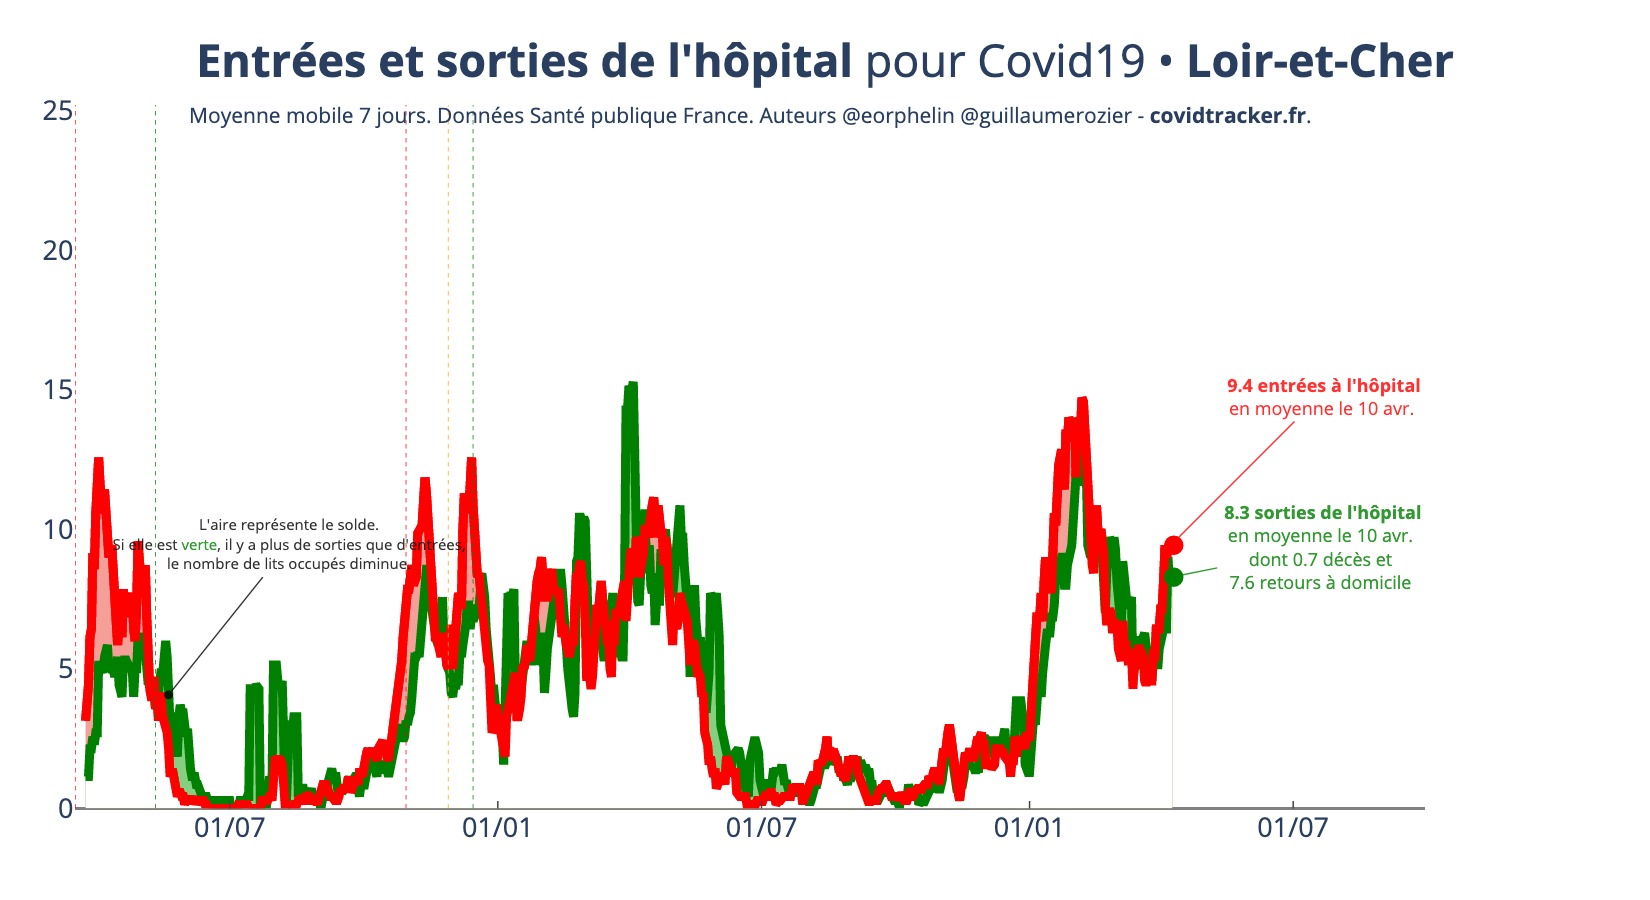 Entrées et sorties de l'hôpital pour Covid19 • Loir-et-Cher
Moyenne mobile 7 jours. Données Santé publique France. Auteurs @eorphelin @guillaumerozier - covidtracker.fr.
25
20
15
10
5
0
9.4 entrées à l'hôpital
en moyenne le 10 avr.
8.3 sorties de l'hôpital
en moyenne le 10 avr.
dont 0.7 décès et
7.6 retours à domicile
L'aire représente le solde.
Si elle est verte, il y a plus de sorties que d'entrées,
le nombre de lits occupés diminue.
01/07
01/01
01/07
01/01
01/07